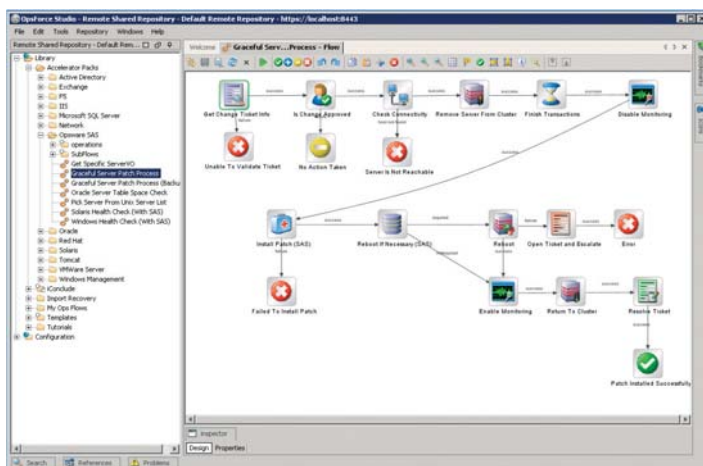 OpsForce Studio - Remote Shared Repository - Default Remote Repository - https://localhost:8443
File Edit Tools Repository Windows Help
Remote Shared Repository - Default Rem...
Welcome
Graceful Serv...Process - Flow
Library
Accelerator Packs
Active Directory
Exchange
F5
IIS
Microsoft SQL Server
Network
Opsware SAS
operations
SubFlows
Get Specific ServerVO
Graceful Server Patch Process
Graceful Server Patch Process (Backu
Oracle Server Table Space Check
Pick Server From Unix Server List
Solaris Health Check (With SAS)
Windows Health Check (With SAS)
Oracle
Red Hat
Solaris
Tomcat
VMWare Server
Windows Management
iConclude
Import Recovery
My Ops Flows
Templates
Tutorials
Configuration
Get Change Ticket Info
Is Change Approved
Check Connectivity
Remove Server From Cluster
Finish Transactions
Disable Monitoring
Unable To Validate Ticket
No Action Taken
Server Is Not Reachable
Install Patch (SAS)
Reboot If Necessary (SAS)
Reboot
Open Ticket and Escalate
Error
Failed To Install Patch
Enable Monitoring
Return To Cluster
Resolve Ticket
Patch Installed Successfully
Inspector
Design Properties
Search References Problems
Bookmarks